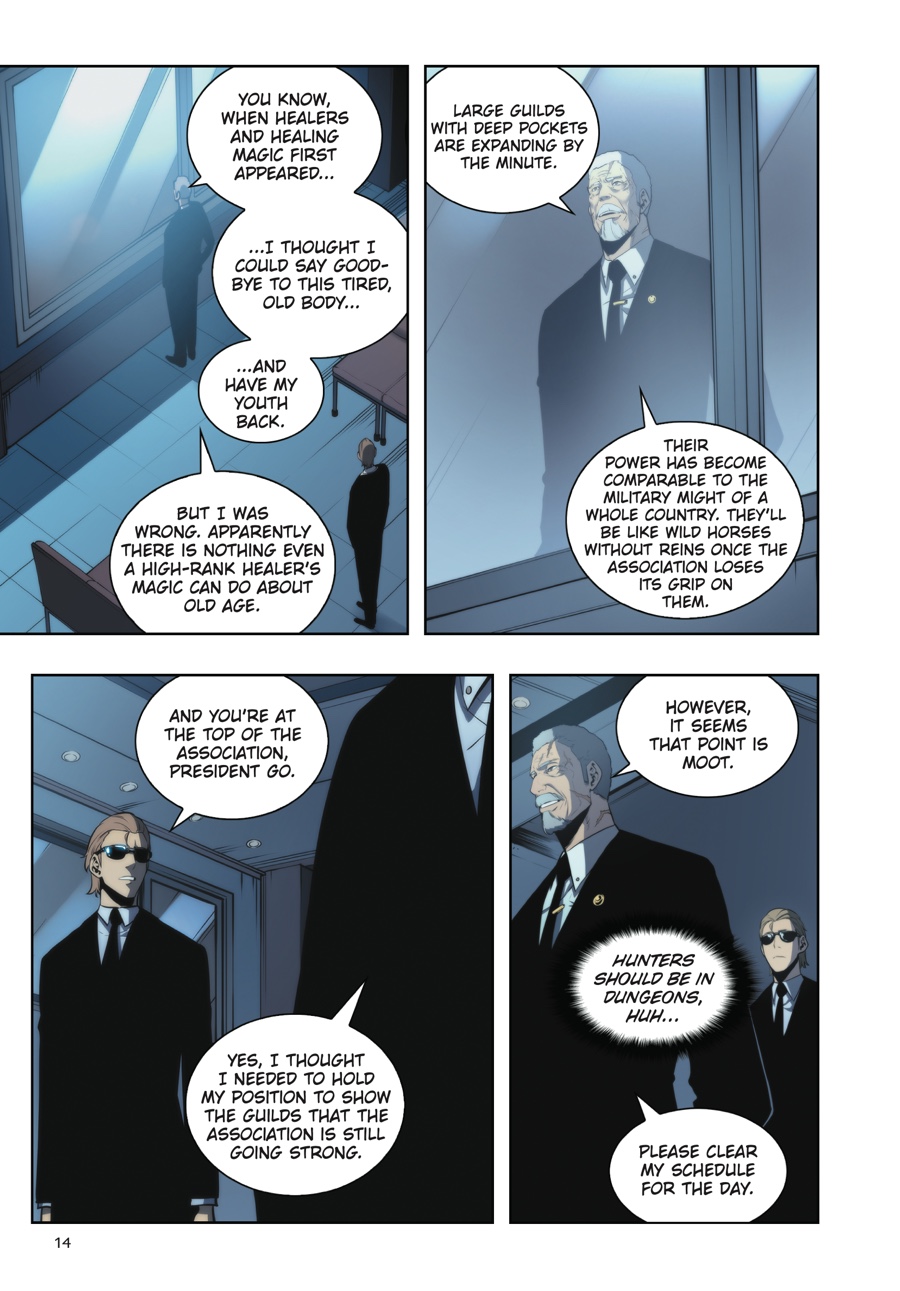 YOU KNOW,
WHEN HEALERS
AND HEALING
MAGIC FIRST
APPEARED...
...I THOUGHT I
COULD SAY GOOD-
BYE TO THIS TIRED,
OLD BODY...
...AND
HAVE MY
YOUTH
BACK.
BUT I WAS
WRONG. APPARENTLY
THERE IS NOTHING EVEN
A HIGH-RANK HEALER'S
MAGIC CAN DO ABOUT
OLD AGE.
LARGE GUILDS
WITH DEEP POCKETS
ARE EXPANDING BY
THE MINUTE.
THEIR
POWER HAS BECOME
COMPARABLE TO THE
MILITARY MIGHT OF A
WHOLE COUNTRY. THEY'LL
BE LIKE WILD HORSES
WITHOUT REINS ONCE THE
ASSOCIATION LOSES
ITS GRIP ON
THEM.
AND YOU'RE AT
THE TOP OF THE
ASSOCIATION,
PRESIDENT GO.
YES, I THOUGHT
I NEEDED TO HOLD
MY POSITION TO SHOW
THE GUILDS THAT THE
ASSOCIATION IS STILL
GOING STRONG.
HOWEVER,
IT SEEMS
THAT POINT IS
MOOT.
HUNTERS
SHOULD BE IN
DUNGEONS,
HUH...
PLEASE CLEAR
MY SCHEDULE
FOR THE DAY.
14